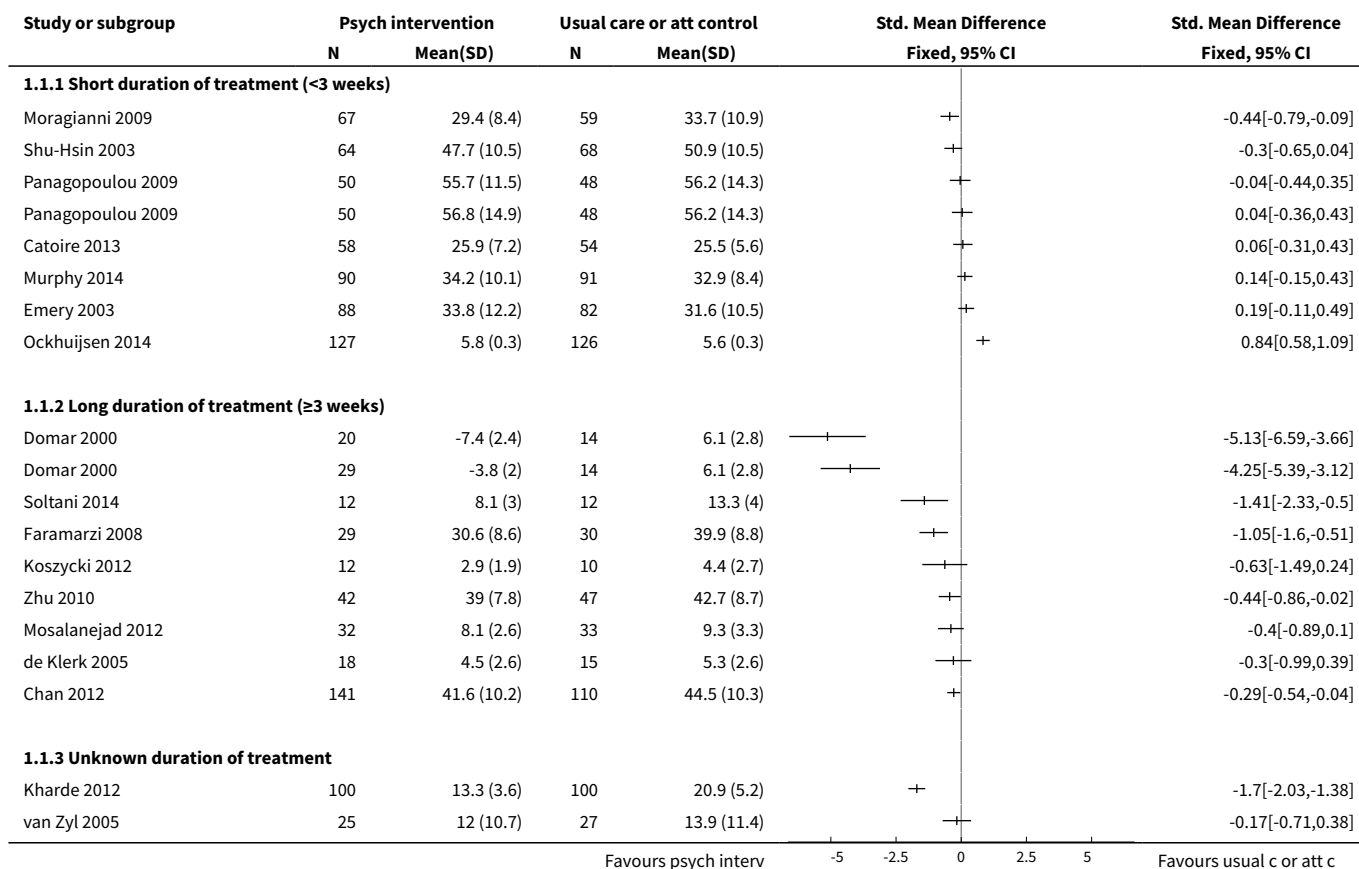 Study or subgroup Psych intervention Usual care or att control Std. Mean Difference Std. Mean Difference
N Mean(SD) N Mean(SD) Fixed, 95% CI Fixed, 95% CI
1.1.1 Short duration of treatment (<3 weeks)
Moragianni 2009 67 29.4 (8.4) 59 33.7 (10.9) -0.44[-0.79,-0.09]
Shu-Hsin 2003 64 47.7 (10.5) 68 50.9 (10.5) -0.3[-0.65,0.04]
Panagopoulou 2009 50 55.7 (11.5) 48 56.2 (14.3) -0.04[-0.44,0.35]
Panagopoulou 2009 50 56.8 (14.9) 48 56.2 (14.3) 0.04[-0.36,0.43]
Catoire 2013 58 25.9 (7.2) 54 25.5 (5.6) 0.06[-0.31,0.43]
Murphy 2014 90 34.2 (10.1) 91 32.9 (8.4) 0.14[-0.15,0.43]
Emery 2003 88 33.8 (12.2) 82 31.6 (10.5) 0.19[-0.11,0.49]
Ockhuijsen 2014 127 5.8 (0.3) 126 5.6 (0.3) 0.84[0.58,1.09]
1.1.2 Long duration of treatment (≥3 weeks)
Domar 2000 20 -7.4 (2.4) 14 6.1 (2.8) -5.13[-6.59,-3.66]
Domar 2000 29 -3.8 (2) 14 6.1 (2.8) -4.25[-5.39,-3.12]
Soltani 2014 12 8.1 (3) 12 13.3 (4) -1.41[-2.33,-0.5]
Faramarzi 2008 29 30.6 (8.6) 30 39.9 (8.8) -1.05[-1.6,-0.51]
Koszycki 2012 12 2.9 (1.9) 10 4.4 (2.7) -0.63[-1.49,0.24]
Zhu 2010 42 39 (7.8) 47 42.7 (8.7) -0.44[-0.86,-0.02]
Mosalanejad 2012 32 8.1 (2.6) 33 9.3 (3.3) -0.4[-0.89,0.1]
de Klerk 2005 18 4.5 (2.6) 15 5.3 (2.6) -0.3[-0.99,0.39]
Chan 2012 141 41.6 (10.2) 110 44.5 (10.3) -0.29[-0.54,-0.04]
1.1.3 Unknown duration of treatment
Kharde 2012 100 13.3 (3.6) 100 20.9 (5.2) -1.7[-2.03,-1.38]
van Zyl 2005 25 12 (10.7) 27 13.9 (11.4) -0.17[-0.71,0.38]
Favours psych interv -5 -2.5 0 2.5 5 Favours usual c or att c